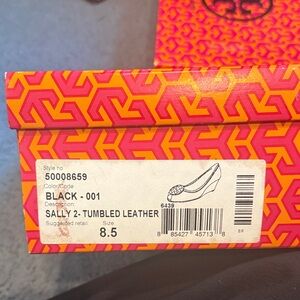 Style no
50008659
Color/Code
BLACK - 001
Description
SALLY 2- TUMBLED LEATHER
Suggested retail Size
8.5
6439
8 85427 45713 8